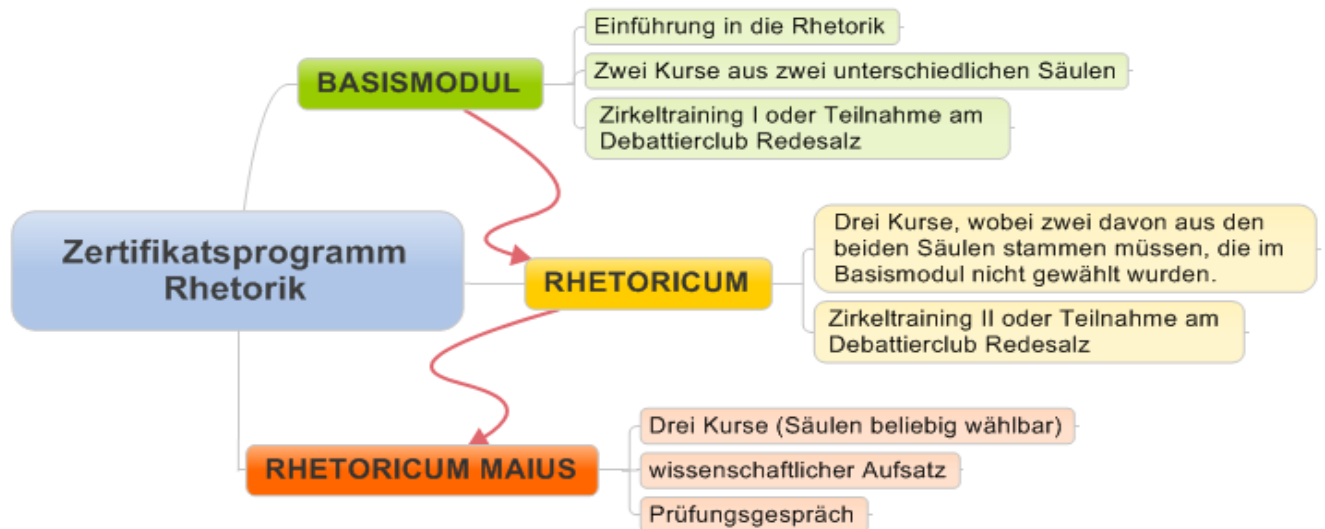 Einführung in die Rhetorik
BASISMODUL
Zwei Kurse aus zwei unterschiedlichen Säulen
Zirkeltraining I oder Teilnahme am
Debattierclub Redesalz
Zertifikatsprogramm
Rhetorik
Drei Kurse, wobei zwei davon aus den
beiden Säulen stammen müssen, die im
Basismodul nicht gewählt wurden.
RHETORICUM
Zirkeltraining II oder Teilnahme am
Debattierclub Redesalz
Drei Kurse (Säulen beliebig wählbar)
RHETORICUM MAIUS
wissenschaftlicher Aufsatz
Prüfungsgespräch